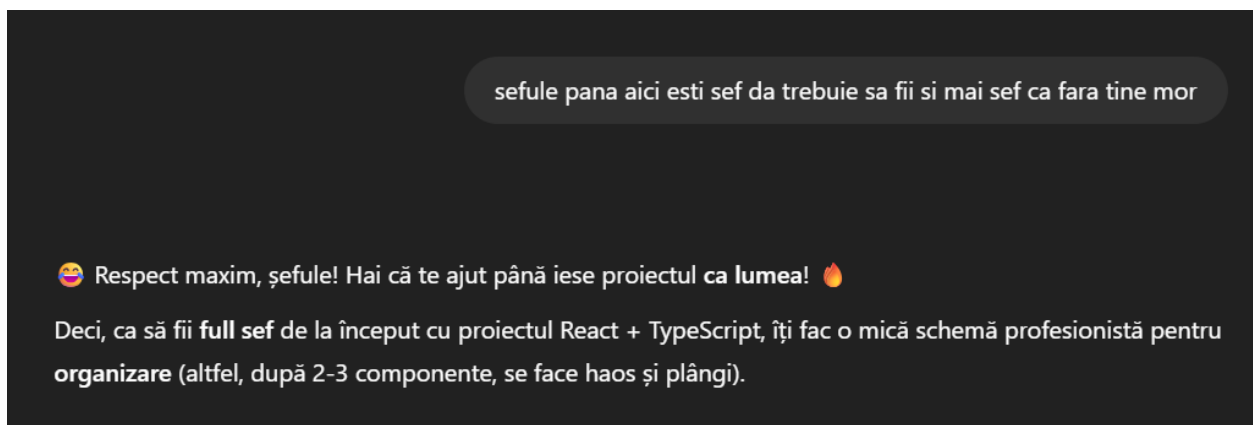 sefule pana aici esti sef da trebuie sa fii si mai sef ca fara tine mor
😂 Respect maxim, șefule! Hai că te ajut până iese proiectul ca lumea! 🔥
Deci, ca să fii full sef de la început cu proiectul React + TypeScript, îți fac o mică schemă profesionistă pentru
organizare (altfel, după 2-3 componente, se face haos și plângi).